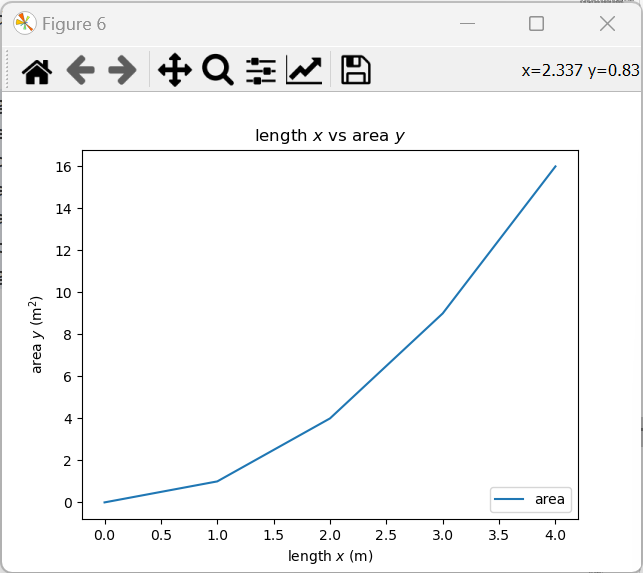 Figure 6
x=2.337 y=0.83
length x vs area y
16
14
12
10
8
6
4
2
0
area y (m²)
area
0.0 0.5 1.0 1.5 2.0 2.5 3.0 3.5 4.0
length x (m)